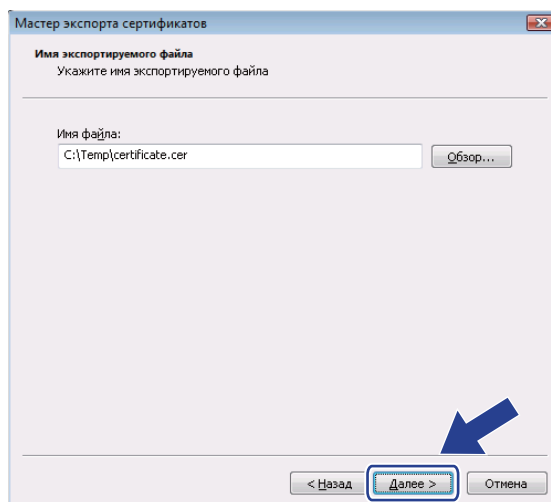 Мастер экспорта сертификатов
Имя экспортируемого файла
Укажите имя экспортируемого файла
Имя файла:
C:\Temp\certificate.cer
Обзор...
< Назад
Далее >
Отмена